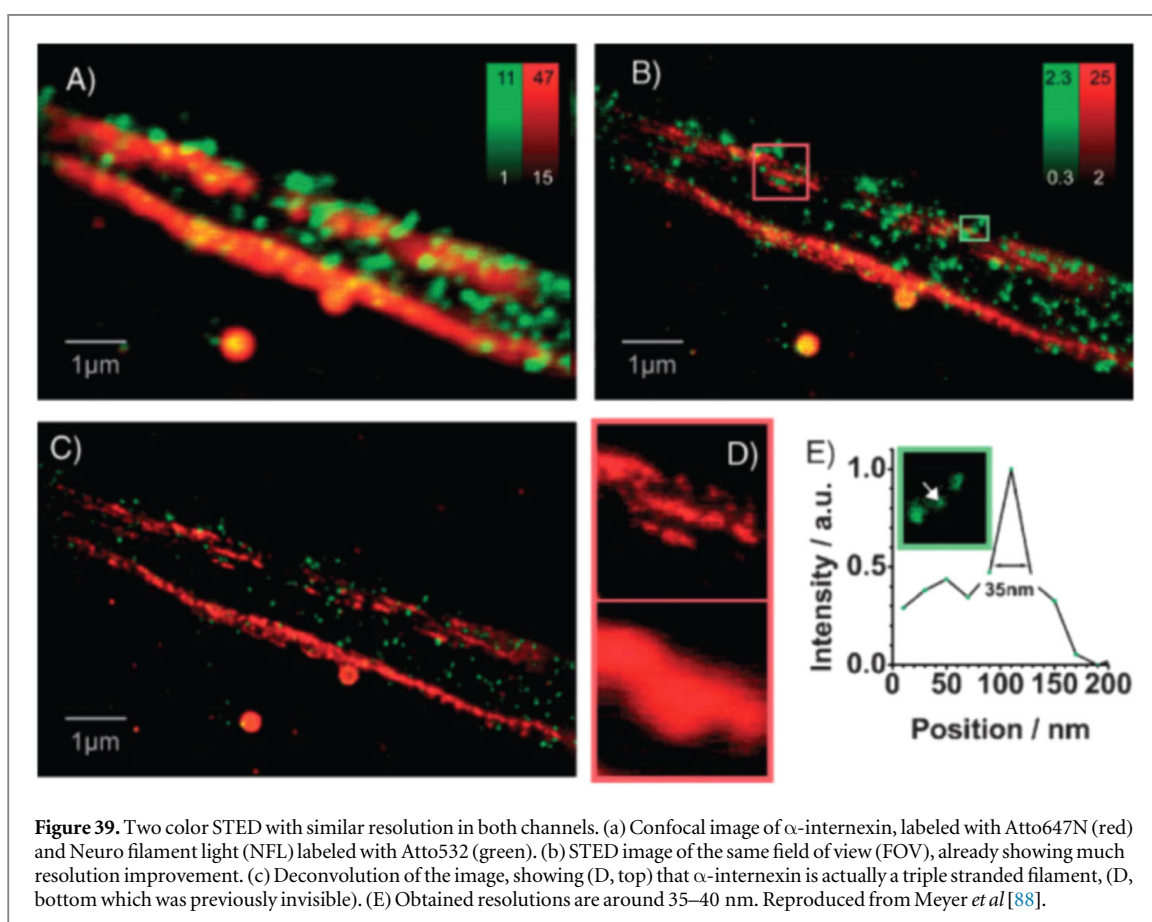 A)
11 47
1 15
1µm
B)
2.3 25
0.3 2
1µm
C)
1µm
D)
E)
1.0
0.5
0.0
Intensity / a.u.
35nm
0 50 100 150 200
Position / nm
Figure 39. Two color STED with similar resolution in both channels. (a) Confocal image of α-internexin, labeled with Atto647N (red)
and Neuro filament light (NFL) labeled with Atto532 (green). (b) STED image of the same field of view (FOV), already showing much
resolution improvement. (c) Deconvolution of the image, showing (D, top) that α-internexin is actually a triple stranded filament, (D,
bottom which was previously invisible). (E) Obtained resolutions are around 35–40 nm. Reproduced from Meyer et al [88].